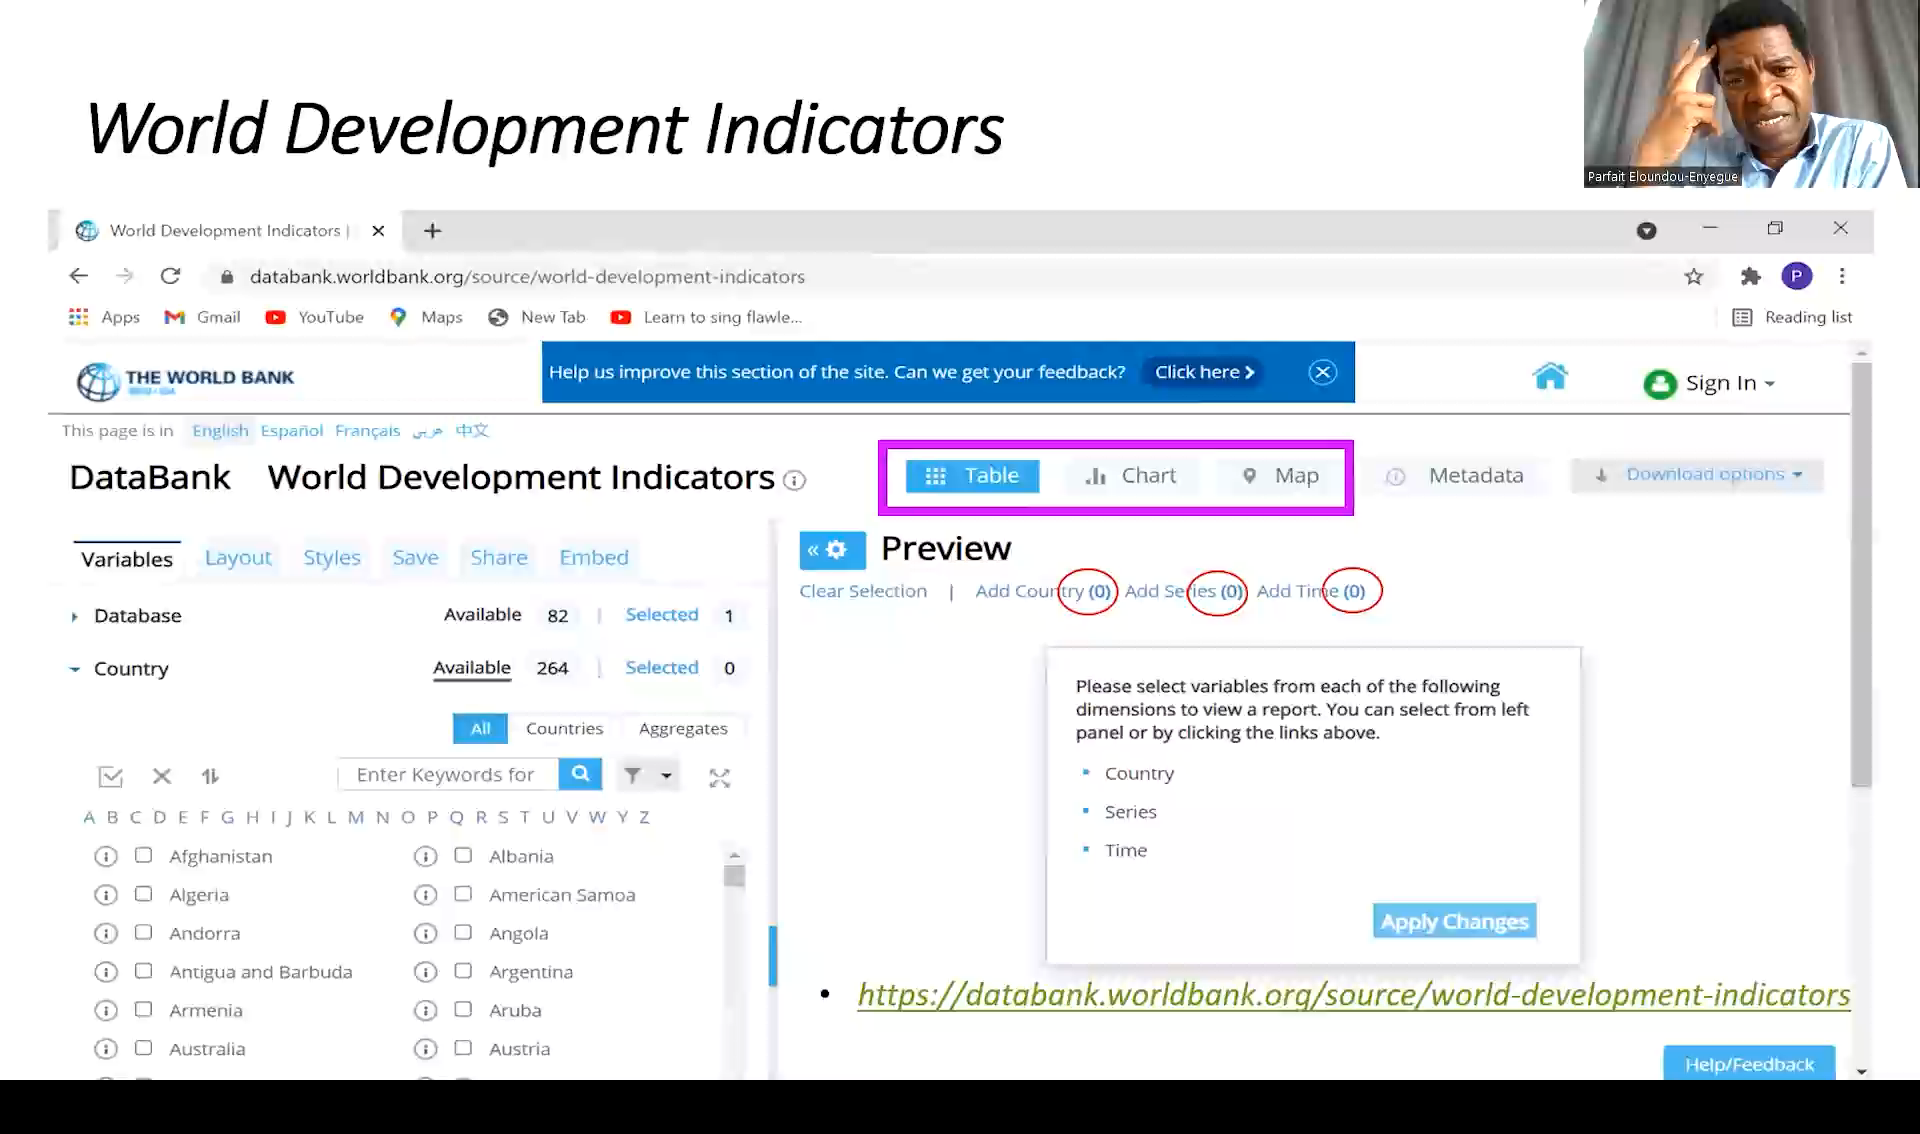 World Development Indicators
Parfait Eloundou-Enyegue
World Development Indicators |
databank.worldbank.org/source/world-development-indicators
P
Apps Gmail YouTube Maps New Tab Learn to sing flawle... Reading list
THE WORLD BANK
Help us improve this section of the site. Can we get your feedback? Click here
Sign In
This page is in English Español Français عربي 中文
DataBank World Development Indicators
Table Chart Map Metadata Download options
Variables Layout Styles Save Share Embed
Preview
Clear Selection | Add Country (0) Add Series (0) Add Time (0)
Database Available 82 | Selected 1
Country Available 264 | Selected 0
All Countries Aggregates
Enter Keywords for
A B C D E F G H I J K L M N O P Q R S T U V W Y Z
Afghanistan Albania
Algeria American Samoa
Andorra Angola
Antigua and Barbuda Argentina
Armenia Aruba
Australia Austria
Please select variables from each of the following
dimensions to view a report. You can select from left
panel or by clicking the links above.
Country
Series
Time
Apply Changes
• https://databank.worldbank.org/source/world-development-indicators
Help/Feedback